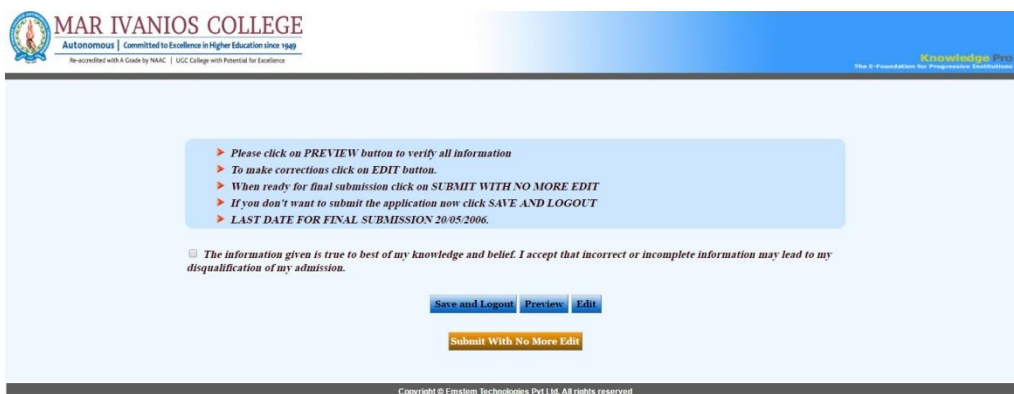 MAR IVANIOS COLLEGE
Autonomous | Committed to Excellence in Higher Education since 1949
Re-accredited with A Grade by NAAC | UGC College with Potential for Excellence
Knowledge Pro
The E-Foundation for Progressive Institutions
Please click on PREVIEW button to verify all information
To make corrections click on EDIT button.
When ready for final submission click on SUBMIT WITH NO MORE EDIT
If you don't want to submit the application now click SAVE AND LOGOUT
LAST DATE FOR FINAL SUBMISSION 20/05/2006.
The information given is true to best of my knowledge and belief. I accept that incorrect or incomplete information may lead to my
disqualification of my admission.
Save and Logout Preview Edit
Submit With No More Edit
Copyright © Emstem Technologies Pvt Ltd. All rights reserved